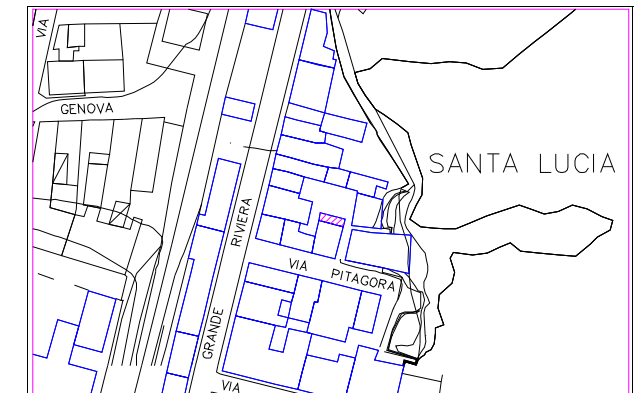 VIA
GENOVA
SANTA LUCIA
RIVIERA
GRANDE
VIA
PITAGORA
VIA